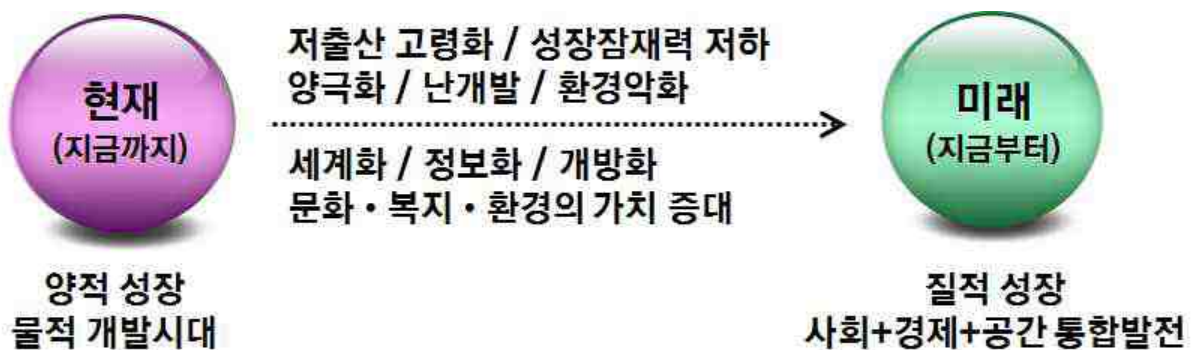 현재
(지금까지)
저출산 고령화 / 성장잠재력 저하
양극화 / 난개발 / 환경악화
세계화 / 정보화 / 개방화
문화 • 복지 • 환경의 가치 증대
미래
(지금부터)
양적 성장
물적 개발시대
질적 성장
사회+경제+공간 통합발전